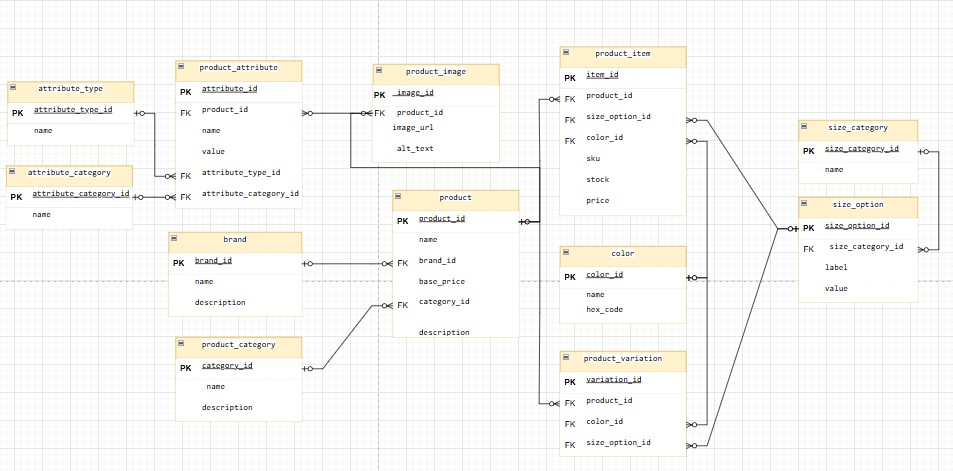 attribute_type
PK attribute_type_id
name
attribute_category
PK attribute_category_id
name
product_attribute
PK attribute_id
FK product_id
name
value
FK attribute_type_id
FK attribute_category_id
brand
PK brand_id
name
description
product_category
PK category_id
name
description
product_image
PK image_id
FK product_id
image_url
alt_text
product
PK product_id
name
FK brand_id
base_price
FK category_id
description
product_item
PK item_id
FK product_id
FK size_option_id
FK color_id
sku
stock
price
color
PK color_id
name
hex_code
product_variation
PK variation_id
FK product_id
FK color_id
FK size_option_id
size_category
PK size_category_id
name
size_option
PK size_option_id
FK size_category_id
label
value